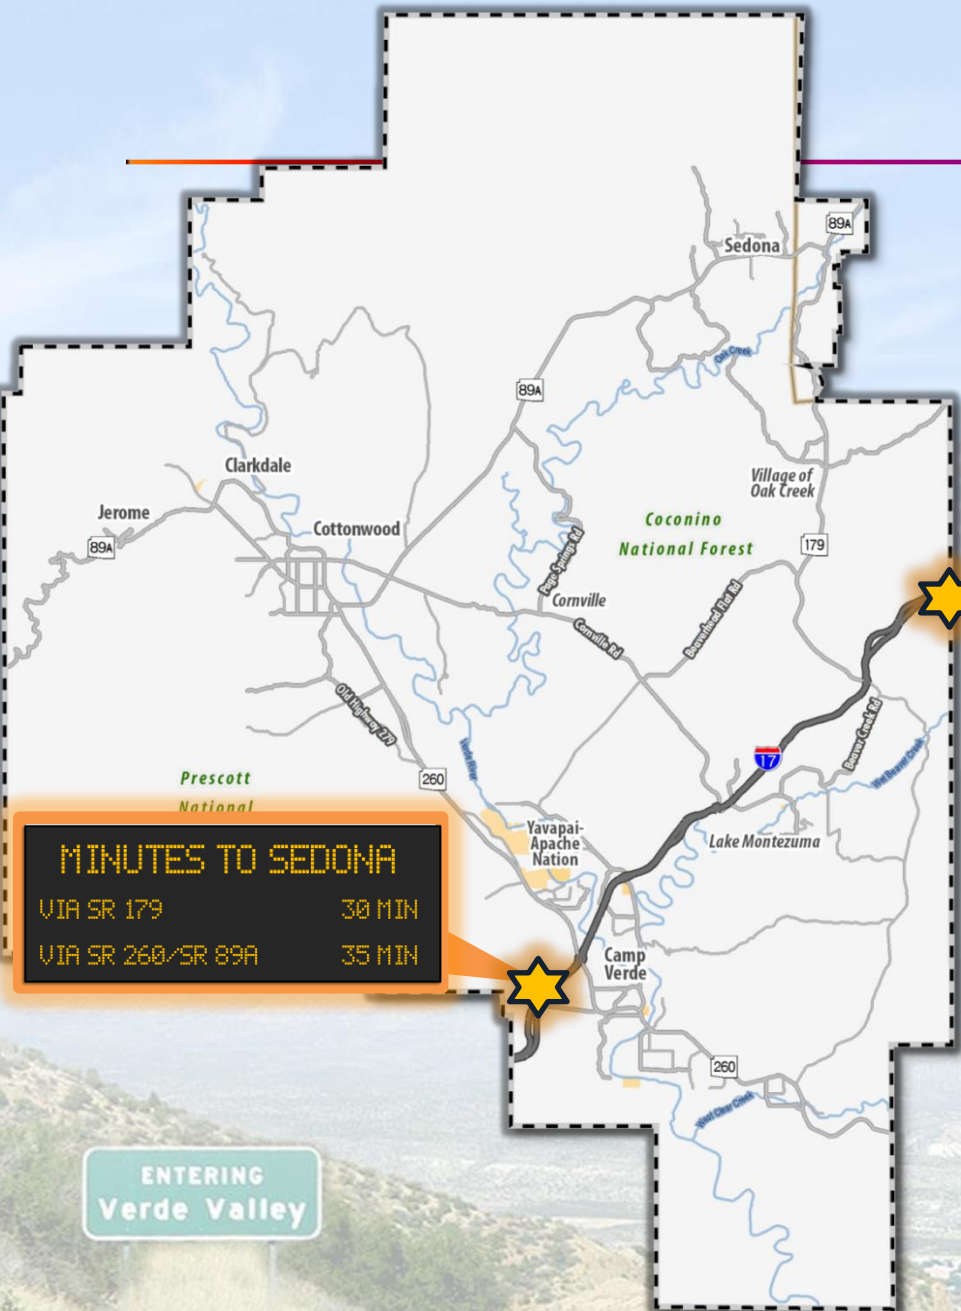 89A
Sedona
Oak Creek
89A
Clarkdale
Village of
Oak Creek
Jerome
Coconino
National Forest
Cottonwood
89A
179
Page Springs Rd
Beaverhead Flat Rd
Cornville
Cornville Rd
Old Highway 279
Beaver Creek Rd
Verde River
17
Wet Beaver Creek
Prescott
National
260
Yavapai-
Apache
Nation
Lake Montezuma
MINUTES TO SEDONA
VIA SR 179 30 MIN
VIA SR 260/SR 89A 35 MIN
Camp
Verde
260
West Clear Creek
ENTERING
Verde Valley